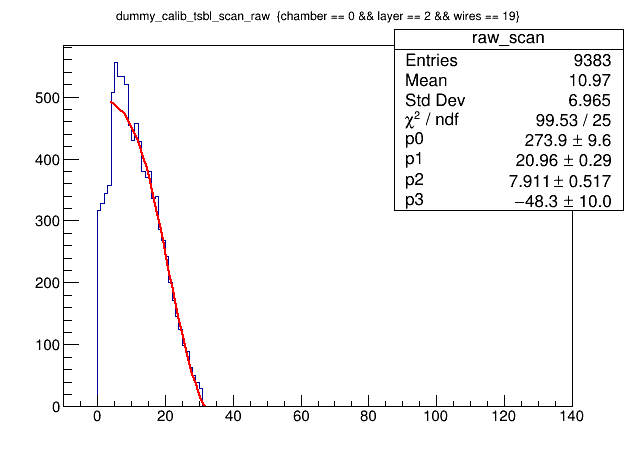 dummy_calib_tsbl_scan_raw {chamber == 0 && layer == 2 && wires == 19}
raw_scan
Entries 9383
Mean 10.97
Std Dev 6.965
χ² / ndf 99.53 / 25
p0 273.9 ± 9.6
p1 20.96 ± 0.29
p2 7.911 ± 0.517
p3 −48.3 ± 10.0
500
400
300
200
100
0
0 20 40 60 80 100 120 140